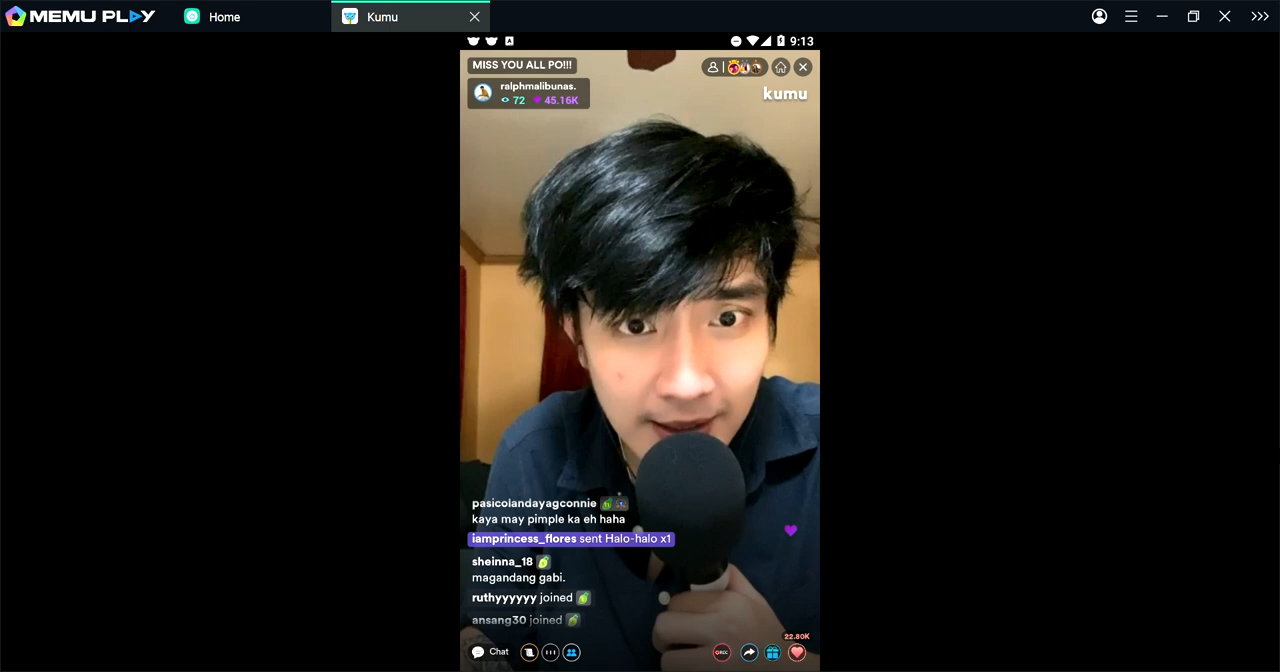 MEMU PLAY
Home
Kumu
9:13
MISS YOU ALL PO!!!
ralphmalibunas.
72 45.16K
kumu
pasicolandayagconnie
kaya may pimple ka eh haha
iamprincess_flores sent Halo-halo x1
sheinna_18
magandang gabi.
ruthyyyyyy joined
ansang30 joined
22.80K
Chat
REC